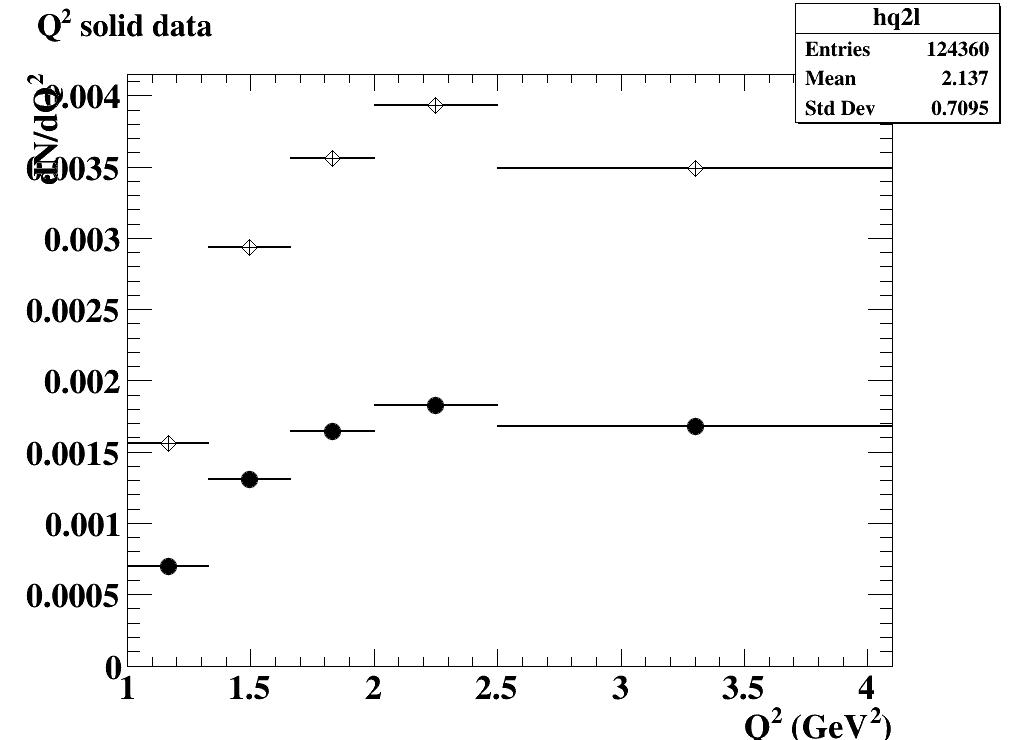 Q² solid data
hq2l
Entries 124360
Mean 2.137
Std Dev 0.7095
dN/dQ²
0.004
0.0035
0.003
0.0025
0.002
0.0015
0.001
0.0005
0
1 1.5 2 2.5 3 3.5 4
Q² (GeV²)